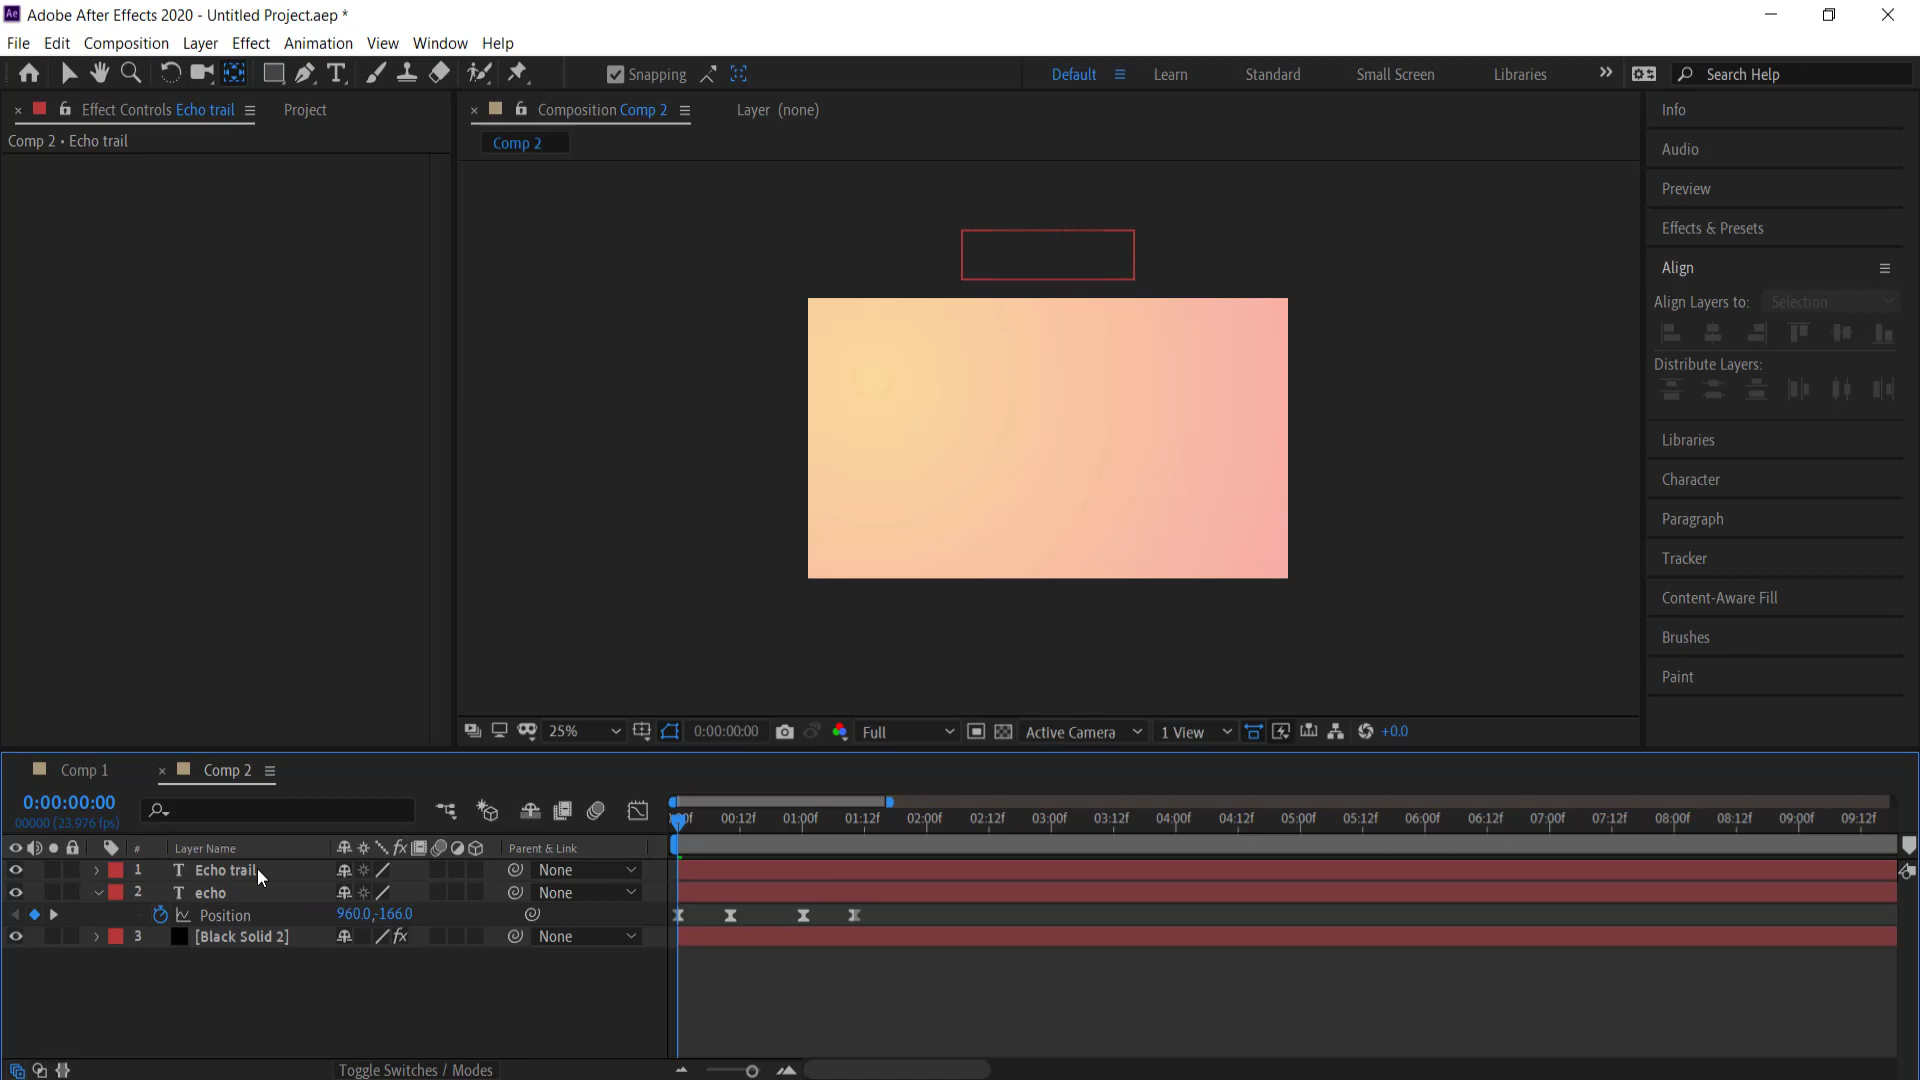 Adobe After Effects 2020 - Untitled Project.aep *
File Edit Composition Layer Effect Animation View Window Help
Snapping Default Learn Standard Small Screen Libraries Search Help
Effect Controls Echo trail Project
Composition Comp 2 Layer (none)
Comp 2 • Echo trail
Comp 2
Info
Audio
Preview
Effects & Presets
Align
Align Layers to: Selection
Distribute Layers:
Libraries
Character
Paragraph
Tracker
Content-Aware Fill
Brushes
Paint
25% 0:00:00:00 Full Active Camera 1 View +0.0
Comp 1 Comp 2
0:00:00:00
00000 (23.976 fps)
00:12f 01:00f 01:12f 02:00f 02:12f 03:00f 03:12f 04:00f 04:12f 05:00f 05:12f 06:00f 06:12f 07:00f 07:12f 08:00f 08:12f 09:00f 09:12f
# Layer Name Parent & Link
1 T Echo trail None
2 T echo None
Position 960.0,-166.0
3 [Black Solid 2] None
Toggle Switches / Modes